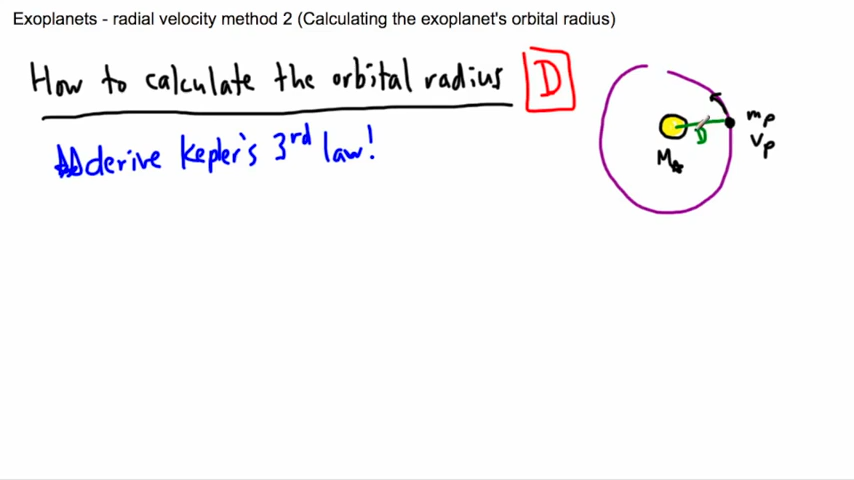 Exoplanets - radial velocity method 2 (Calculating the exoplanet's orbital radius)
How to calculate the orbital radius D
derive Kepler's 3rd law!
D
mp
vp
M★